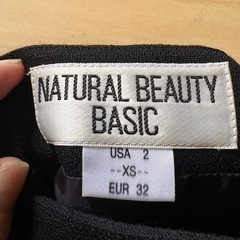 NATURAL BEAUTY
BASIC
USA 2
--XS--
EUR 32